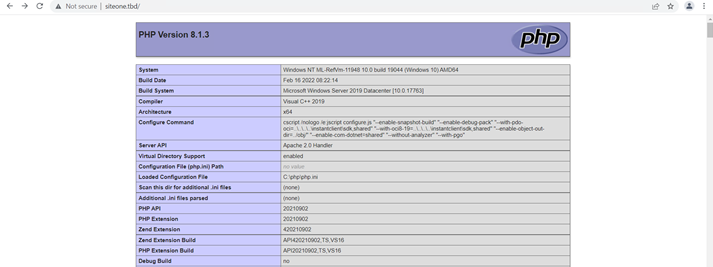 Not secure | siteone.tbd/
PHP Version 8.1.3
php
System Windows NT ML-RefVm-11948 10.0 build 19044 (Windows 10) AMD64
Build Date Feb 16 2022 08:22:14
Build System Microsoft Windows Server 2019 Datacenter [10.0.17763]
Compiler Visual C++ 2019
Architecture x64
Configure Command cscript /nologo /e:jscript configure.js "--enable-snapshot-build" "--enable-debug-pack" "--with-pdo-
oci=..\..\..\..\instantclient\sdk,shared" "--with-oci8-19=..\..\..\..\instantclient\sdk,shared" "--enable-object-out-
dir=../obj/" "--enable-com-dotnet=shared" "--without-analyzer" "--with-pgo"
Server API Apache 2.0 Handler
Virtual Directory Support enabled
Configuration File (php.ini) Path no value
Loaded Configuration File C:\php\php.ini
Scan this dir for additional .ini files (none)
Additional .ini files parsed (none)
PHP API 20210902
PHP Extension 20210902
Zend Extension 420210902
Zend Extension Build API420210902,TS,VS16
PHP Extension Build API20210902,TS,VS16
Debug Build no